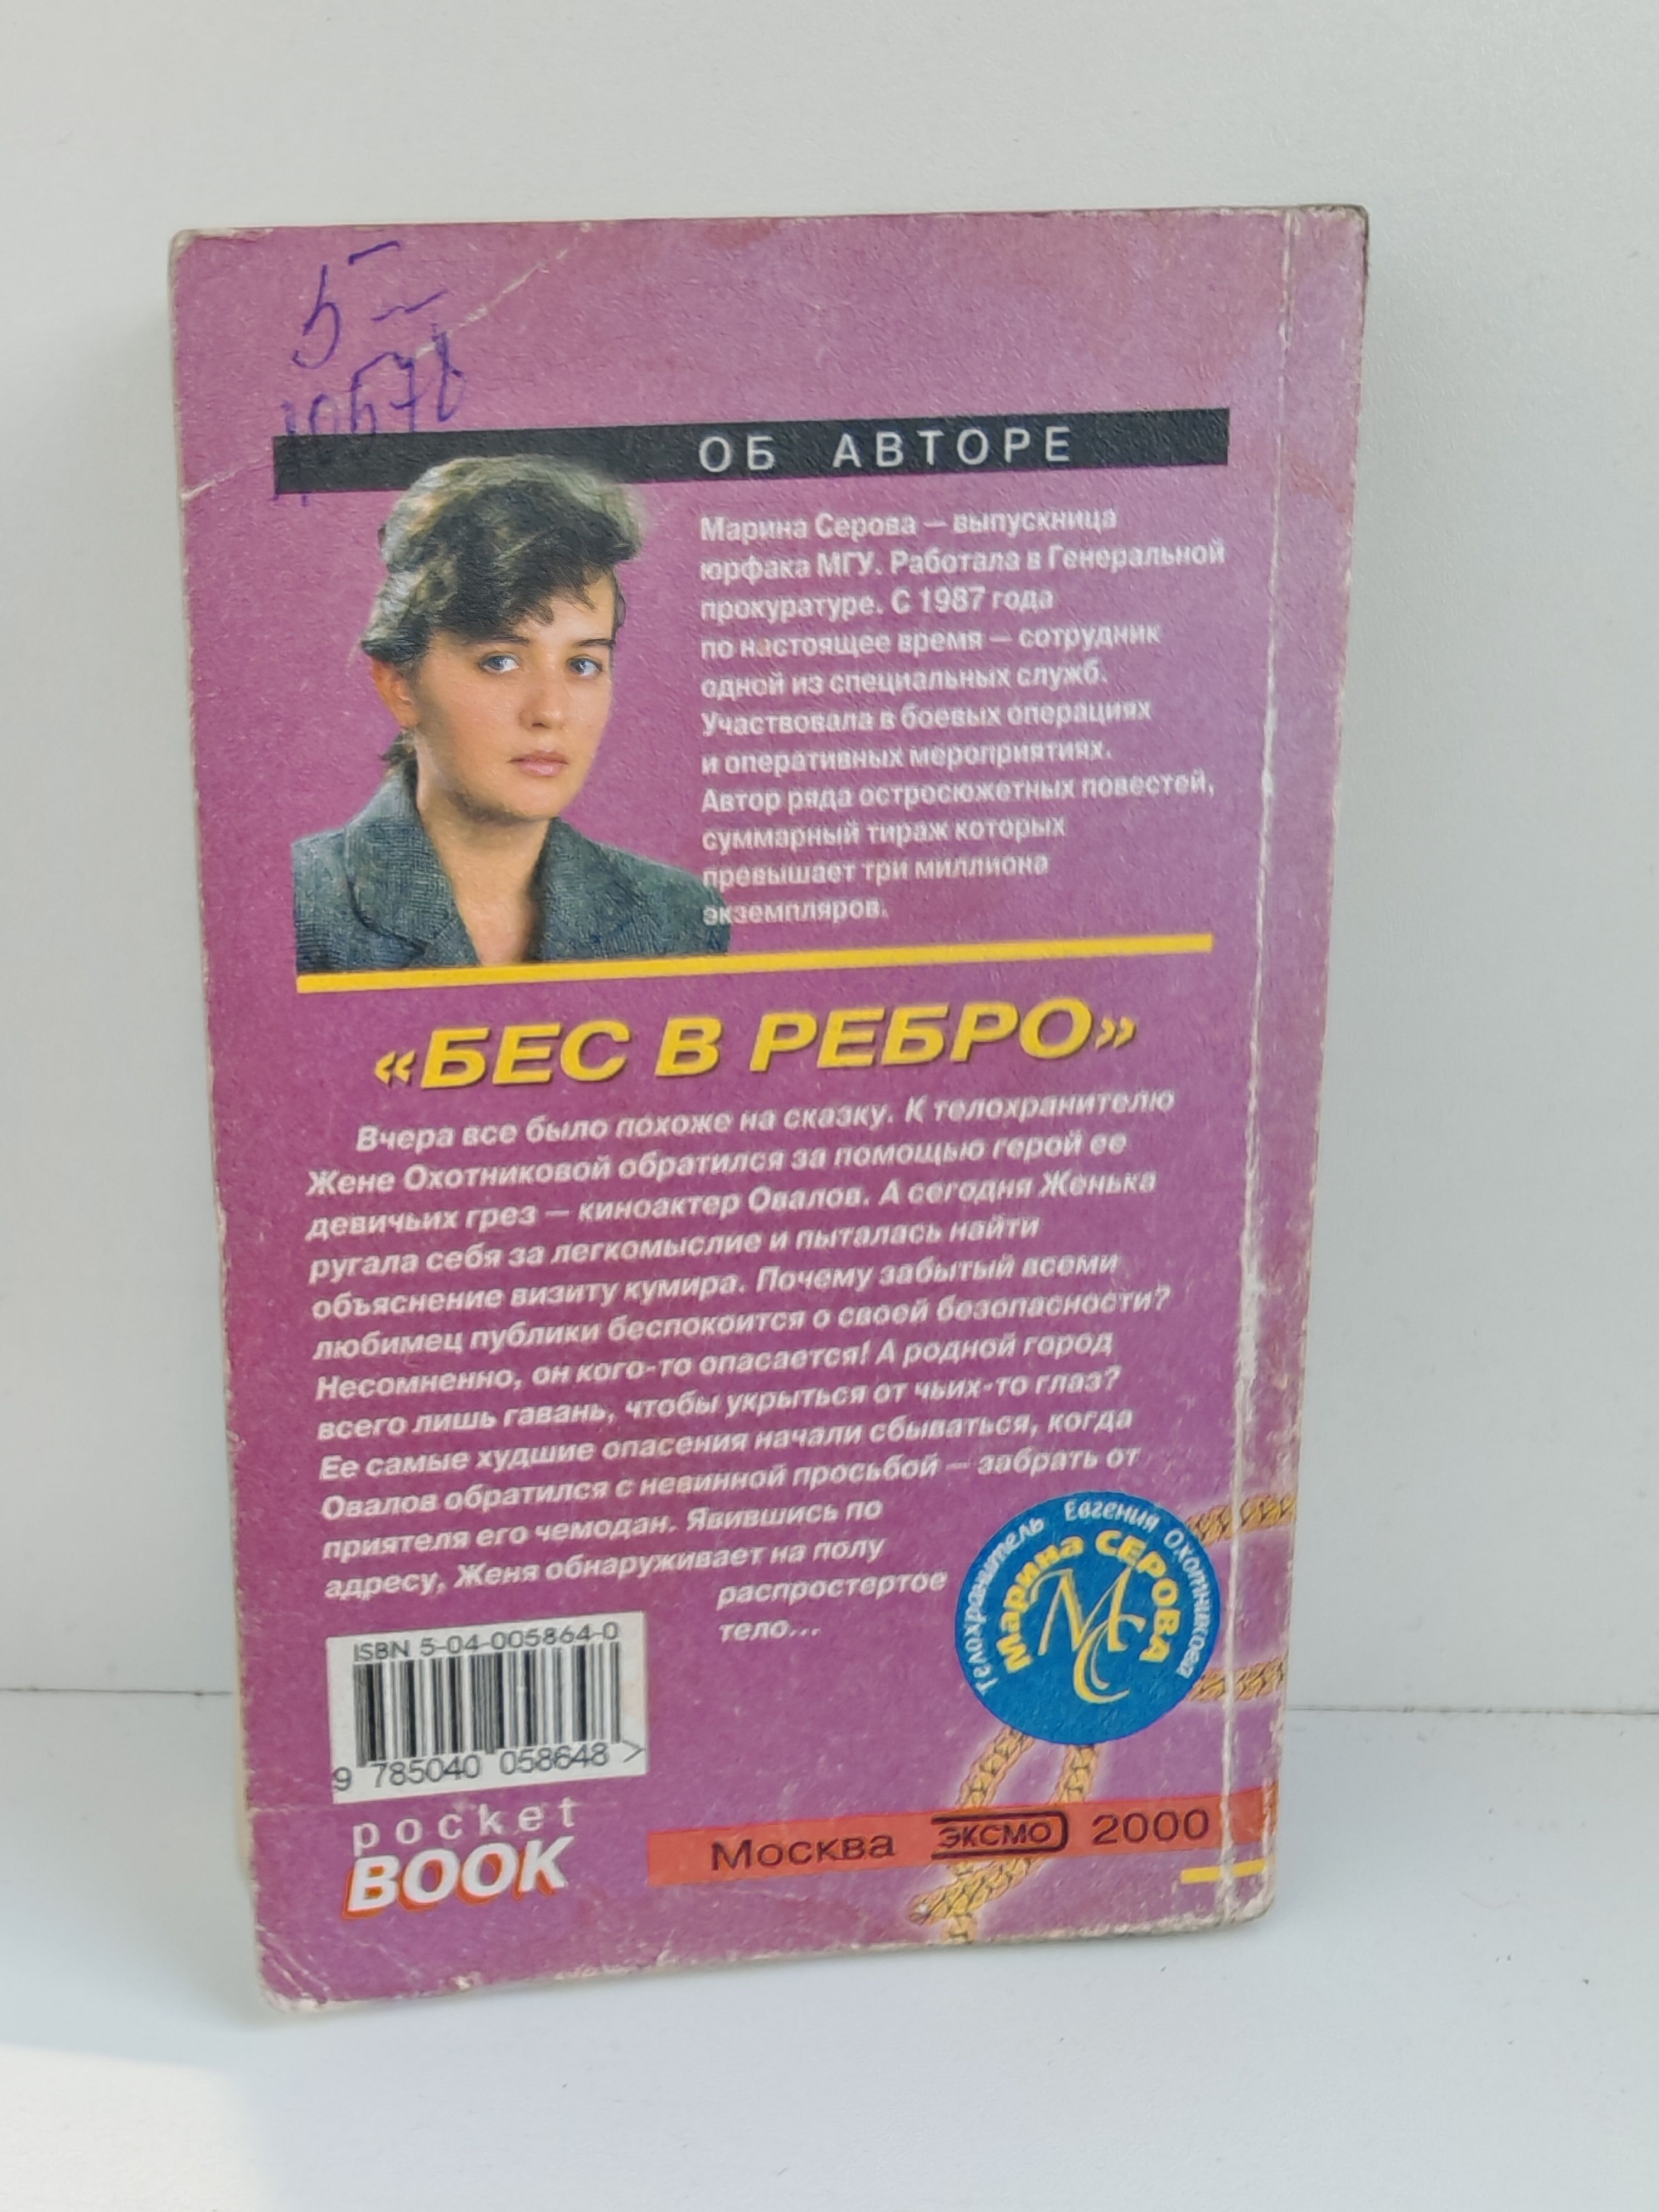 5-
ОБ АВТОРЕ
Марина Серова — выпускница
юрфака МГУ. Работала в Генеральной
прокуратуре. С 1987 года
по настоящее время — сотрудник
одной из специальных служб.
Участвовала в боевых операциях
и оперативных мероприятиях.
Автор ряда остросюжетных повестей,
суммарный тираж которых
превышает три миллиона
экземпляров.
«БЕС В РЕБРО»
Вчера все было похоже на сказку. К телохранителю
Жене Охотниковой обратился за помощью герой ее
девичьих грез — киноактер Овалов. А сегодня Женька
ругала себя за легкомыслие и пыталась найти
объяснение визиту кумира. Почему забытый всеми
любимец публики беспокоится о своей безопасности?
Несомненно, он кого-то опасается! А родной город
всего лишь гавань, чтобы укрыться от чьих-то глаз?
Ее самые худшие опасения начали сбываться, когда
Овалов обратился с невинной просьбой — забрать от
приятеля его чемодан. Явившись по
адресу, Женя обнаруживает на полу
распростертое
тело...
Телохранитель Евгения Охотникова
Марина СЕРОВА
МС
ISBN 5-04-005864-0
9 785040 058648 >
pocket
BOOK
Москва ЭКСМО 2000